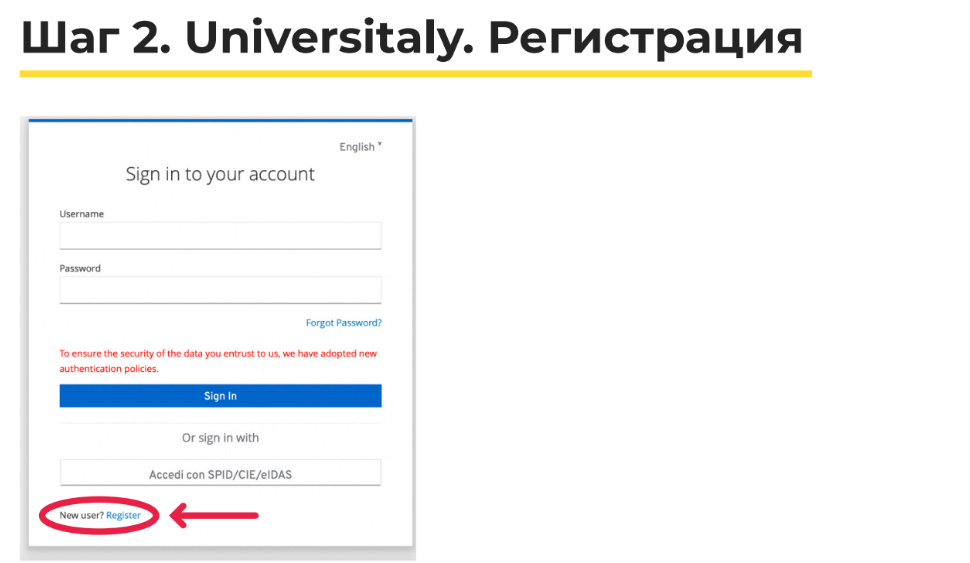 Шаг 2. Universitaly. Регистрация
English
Sign in to your account
Username
Password
Forgot Password?
To ensure the security of the data you entrust to us, we have adopted new
authentication policies.
Sign In
Or sign in with
Accedi con SPID/CIE/eIDAS
New user? Register